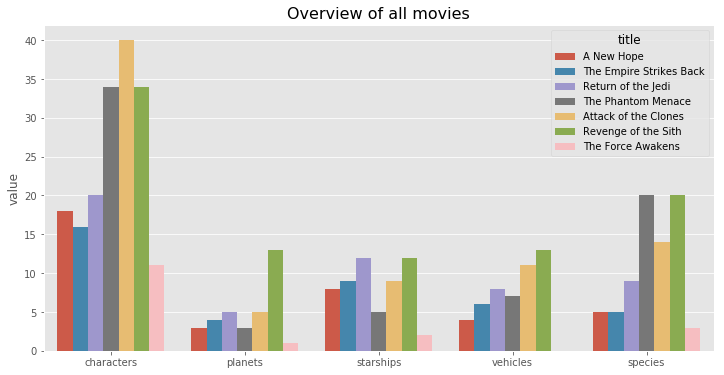 Overview of all movies
title
A New Hope
The Empire Strikes Back
Return of the Jedi
The Phantom Menace
Attack of the Clones
Revenge of the Sith
The Force Awakens
value
40
35
30
25
20
15
10
5
0
characters planets starships vehicles species